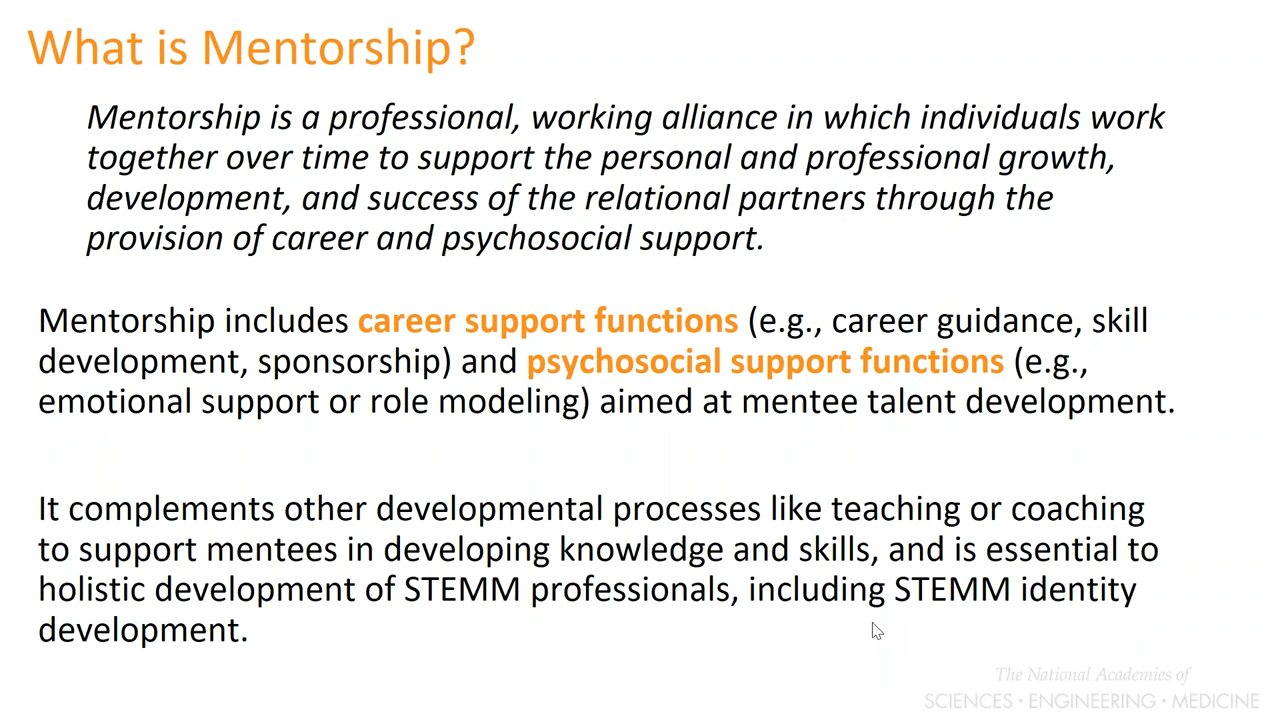 What is Mentorship?
Mentorship is a professional, working alliance in which individuals work
together over time to support the personal and professional growth,
development, and success of the relational partners through the
provision of career and psychosocial support.
Mentorship includes career support functions (e.g., career guidance, skill
development, sponsorship) and psychosocial support functions (e.g.,
emotional support or role modeling) aimed at mentee talent development.
It complements other developmental processes like teaching or coaching
to support mentees in developing knowledge and skills, and is essential to
holistic development of STEMM professionals, including STEMM identity
development.
The National Academies of
SCIENCES • ENGINEERING • MEDICINE